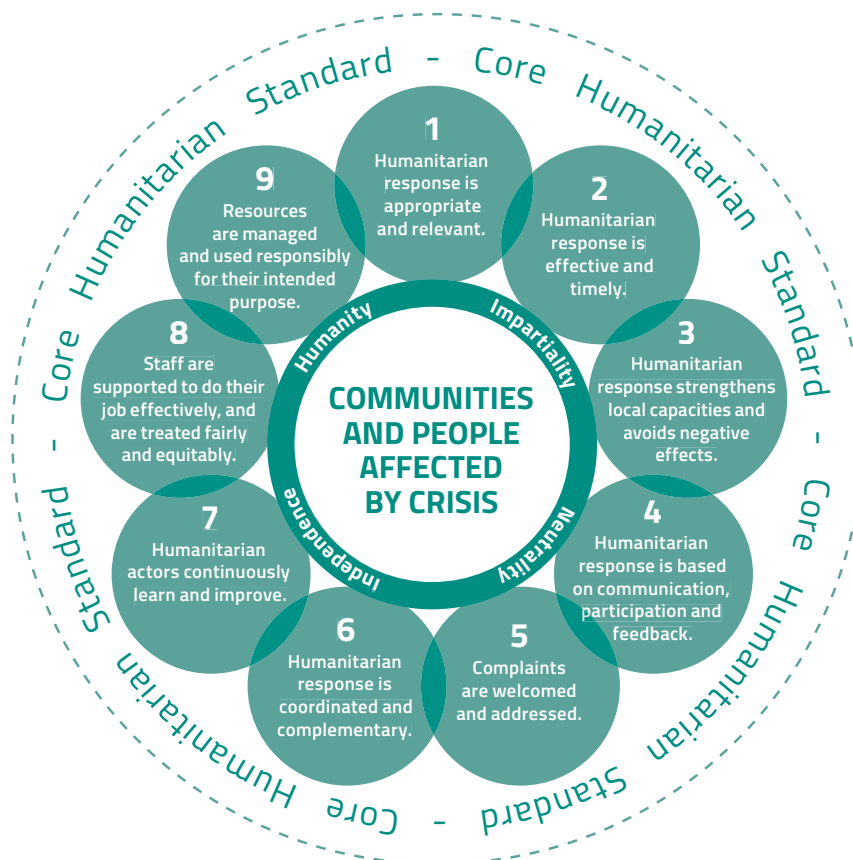 Core Humanitarian Standard - Core Humanitarian Standard - Core Humanitarian Standard - Core Humanitarian Standard -
1
Humanitarian
response is
appropriate
and relevant.
2
Humanitarian
response is
effective and
timely.
3
Humanitarian
response strengthens
local capacities and
avoids negative
effects.
4
Humanitarian
response is based
on communication,
participation and
feedback.
5
Complaints
are welcomed
and addressed.
6
Humanitarian
response is
coordinated and
complementary.
7
Humanitarian
actors continuously
learn and improve.
8
Staff are
supported to do their
job effectively, and
are treated fairly
and equitably.
9
Resources
are managed
and used responsibly
for their intended
purpose.
Humanity
Impartiality
Neutrality
Independence
COMMUNITIES
AND PEOPLE
AFFECTED
BY CRISIS